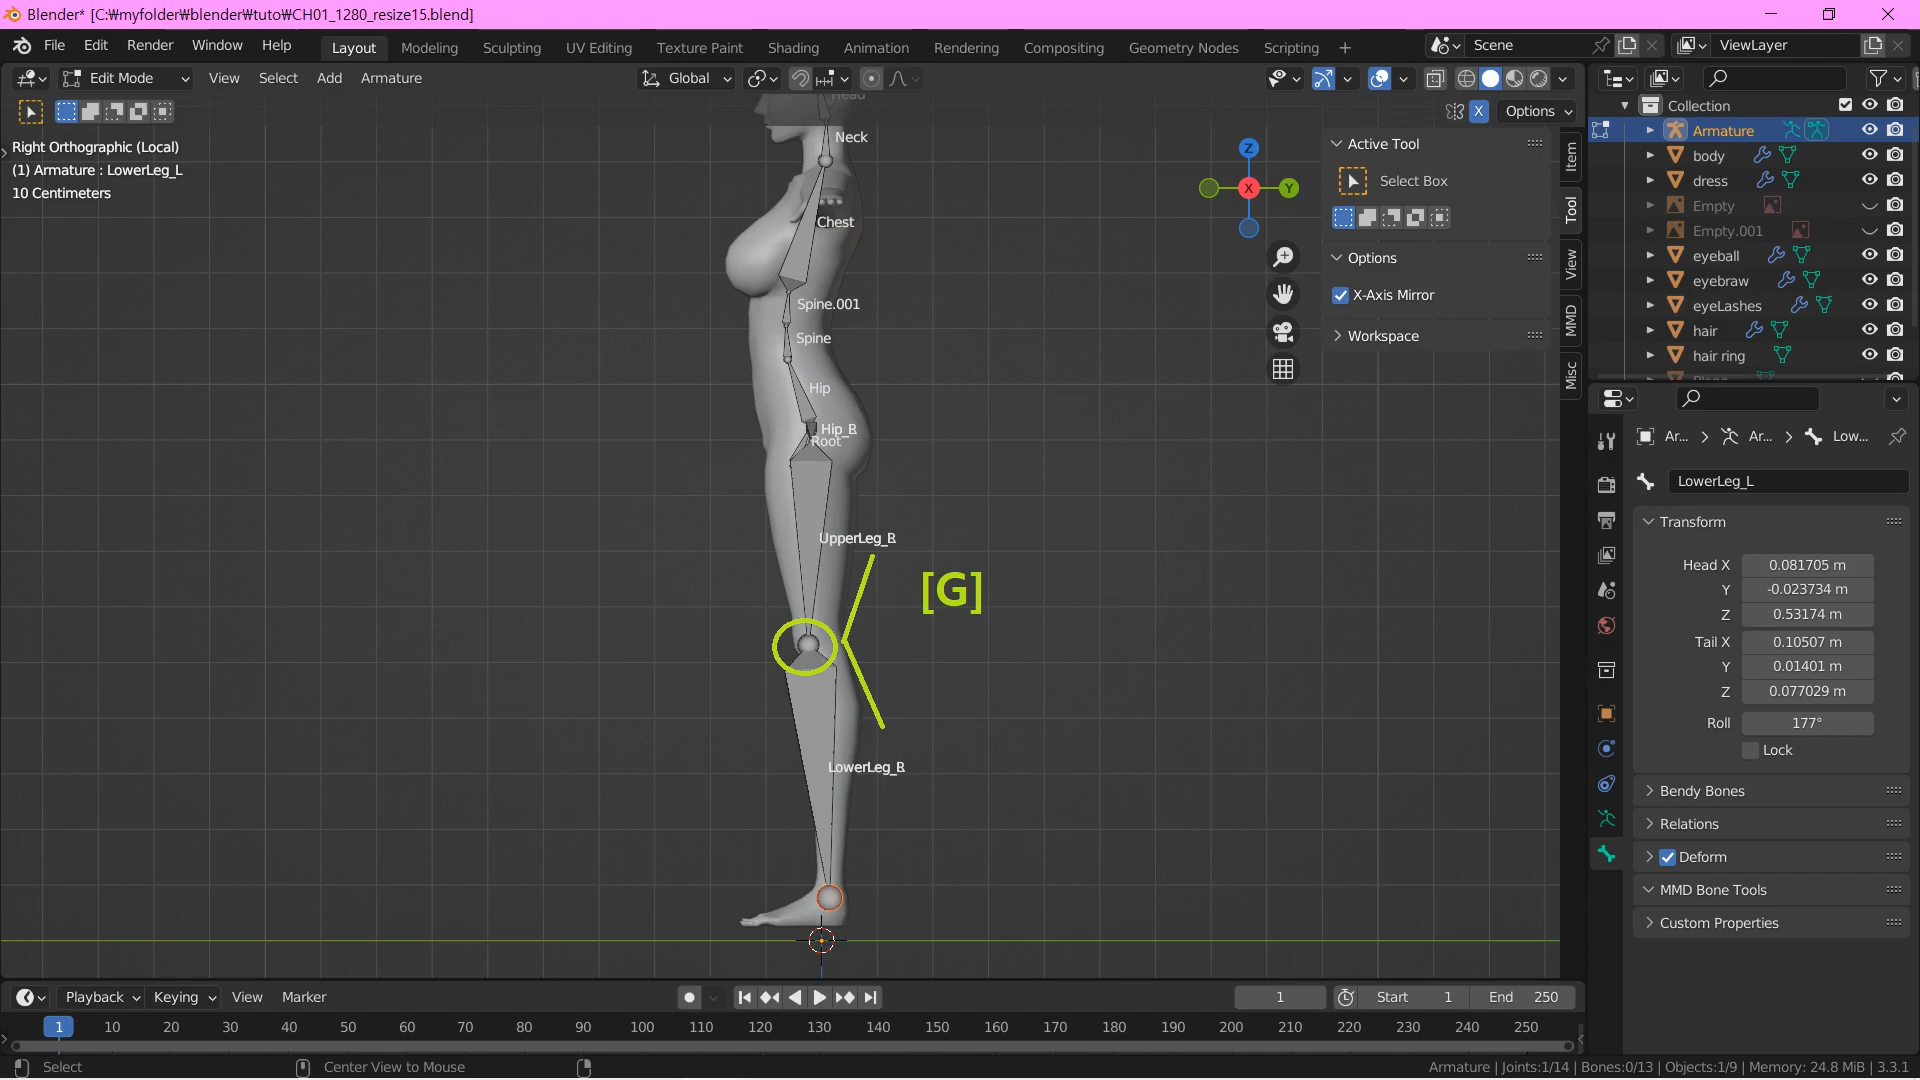 Blender* [C:₩myfolder₩blender₩tuto₩CH01_1280_resize15.blend]
File Edit Render Window Help Layout Modeling Sculpting UV Editing Texture Paint Shading Animation Rendering Compositing Geometry Nodes Scripting + Scene ViewLayer
Edit Mode View Select Add Armature Global
X Options
Right Orthographic (Local)
(1) Armature : LowerLeg_L
10 Centimeters
Head
Neck
Chest
Spine.001
Spine
Hip
Hip_R
Root
UpperLeg_R
[G]
LowerLeg_R
Z
X
Y
Active Tool
Select Box
Options
X-Axis Mirror
Workspace
Item
Tool
View
MMD
Misc
Collection
Armature
body
dress
Empty
Empty.001
eyeball
eyebraw
eyeLashes
hair
hair ring
Plane
Ar... Ar... Low...
LowerLeg_L
Transform
Head X 0.081705 m
Y -0.023734 m
Z 0.53174 m
Tail X 0.10507 m
Y 0.01401 m
Z 0.077029 m
Roll 177°
Lock
Bendy Bones
Relations
Deform
MMD Bone Tools
Custom Properties
Playback Keying View Marker 1 Start 1 End 250
1 10 20 30 40 50 60 70 80 90 100 110 120 130 140 150 160 170 180 190 200 210 220 230 240 250
Select Center View to Mouse Armature | Joints:1/14 | Bones:0/13 | Objects:1/9 | Memory: 24.8 MiB | 3.3.1